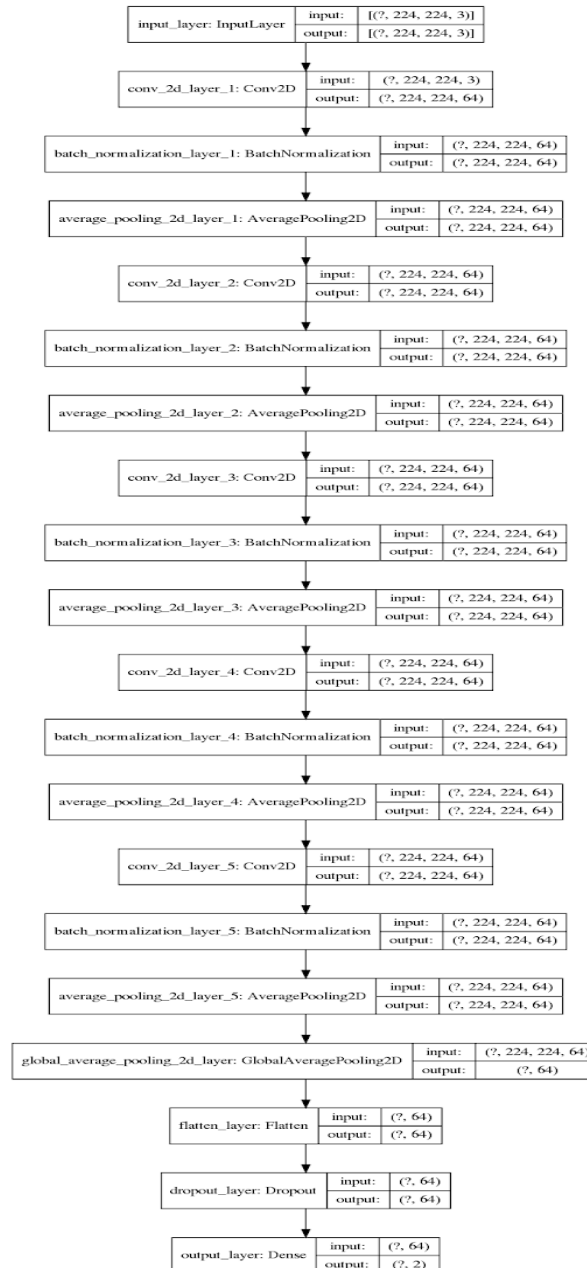 input_layer: InputLayer
input: [(?, 224, 224, 3)]
output: [(?, 224, 224, 3)]
conv_2d_layer_1: Conv2D
input: (?, 224, 224, 3)
output: (?, 224, 224, 64)
batch_normalization_layer_1: BatchNormalization
input: (?, 224, 224, 64)
output: (?, 224, 224, 64)
average_pooling_2d_layer_1: AveragePooling2D
input: (?, 224, 224, 64)
output: (?, 224, 224, 64)
conv_2d_layer_2: Conv2D
input: (?, 224, 224, 64)
output: (?, 224, 224, 64)
batch_normalization_layer_2: BatchNormalization
input: (?, 224, 224, 64)
output: (?, 224, 224, 64)
average_pooling_2d_layer_2: AveragePooling2D
input: (?, 224, 224, 64)
output: (?, 224, 224, 64)
conv_2d_layer_3: Conv2D
input: (?, 224, 224, 64)
output: (?, 224, 224, 64)
batch_normalization_layer_3: BatchNormalization
input: (?, 224, 224, 64)
output: (?, 224, 224, 64)
average_pooling_2d_layer_3: AveragePooling2D
input: (?, 224, 224, 64)
output: (?, 224, 224, 64)
conv_2d_layer_4: Conv2D
input: (?, 224, 224, 64)
output: (?, 224, 224, 64)
batch_normalization_layer_4: BatchNormalization
input: (?, 224, 224, 64)
output: (?, 224, 224, 64)
average_pooling_2d_layer_4: AveragePooling2D
input: (?, 224, 224, 64)
output: (?, 224, 224, 64)
conv_2d_layer_5: Conv2D
input: (?, 224, 224, 64)
output: (?, 224, 224, 64)
batch_normalization_layer_5: BatchNormalization
input: (?, 224, 224, 64)
output: (?, 224, 224, 64)
average_pooling_2d_layer_5: AveragePooling2D
input: (?, 224, 224, 64)
output: (?, 224, 224, 64)
global_average_pooling_2d_layer: GlobalAveragePooling2D
input: (?, 224, 224, 64)
output: (?, 64)
flatten_layer: Flatten
input: (?, 64)
output: (?, 64)
dropout_layer: Dropout
input: (?, 64)
output: (?, 64)
output_layer: Dense
input: (?, 64)
output: (?, 2)